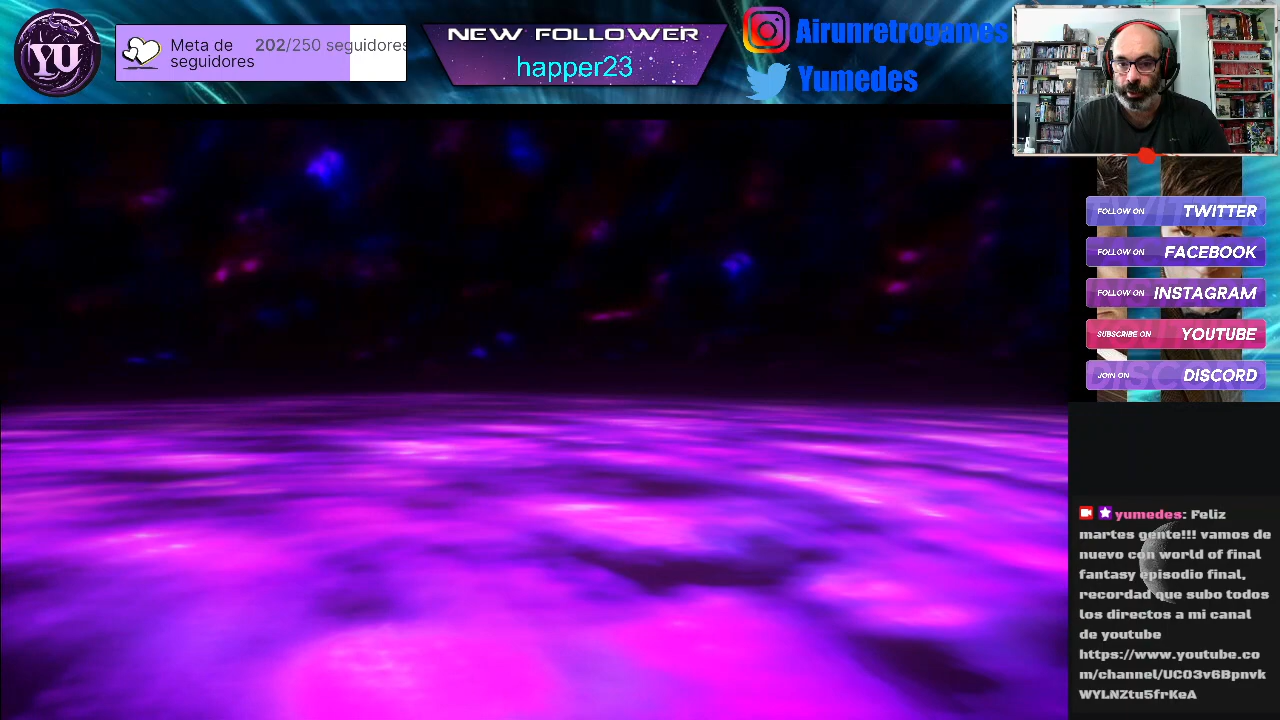 YU
Meta de seguidores
202/250 seguidores
NEW FOLLOWER
happer23
Airunretrogames
Yumedes
FOLLOW ON TWITTER
FOLLOW ON FACEBOOK
FOLLOW ON INSTAGRAM
SUBSCRIBE ON YOUTUBE
JOIN ON DISCORD
yumedes: Feliz
martes gente!!! vamos de
nuevo con world of final
fantasy episodio final,
recordad que subo todos
los directos a mi canal
de youtube
https://www.youtube.co
m/channel/UC03v6Bpnvk
WYLNZtu5frKeA